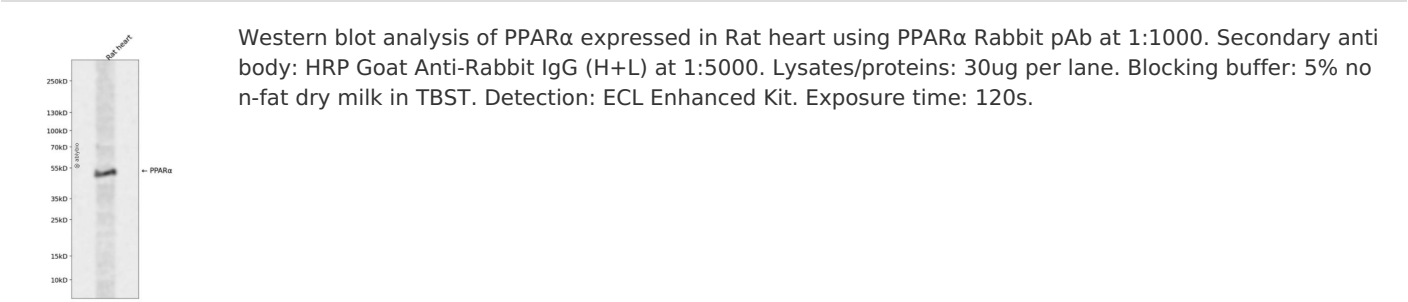 Rat heart
Western blot analysis of PPARα expressed in Rat heart using PPARα Rabbit pAb at 1:1000. Secondary anti
body: HRP Goat Anti-Rabbit IgG (H+L) at 1:5000. Lysates/proteins: 30ug per lane. Blocking buffer: 5% no
n-fat dry milk in TBST. Detection: ECL Enhanced Kit. Exposure time: 120s.
250kD
130kD
100kD
70kD
55kD
← PPARα
35kD
25kD
15kD
10kD